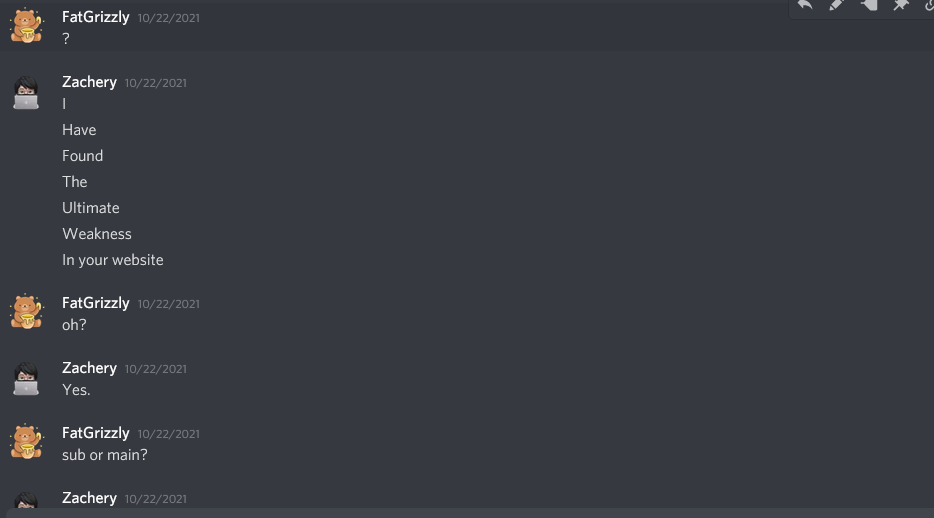 FatGrizzly 10/22/2021
?
Zachery 10/22/2021
I
Have
Found
The
Ultimate
Weakness
In your website
FatGrizzly 10/22/2021
oh?
Zachery 10/22/2021
Yes.
FatGrizzly 10/22/2021
sub or main?
Zachery 10/22/2021